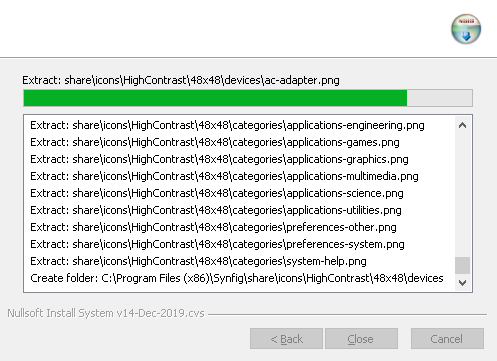 Extract: share\icons\HighContrast\48x48\devices\ac-adapter.png
Extract: share\icons\HighContrast\48x48\categories\applications-engineering.png
Extract: share\icons\HighContrast\48x48\categories\applications-games.png
Extract: share\icons\HighContrast\48x48\categories\applications-graphics.png
Extract: share\icons\HighContrast\48x48\categories\applications-multimedia.png
Extract: share\icons\HighContrast\48x48\categories\applications-science.png
Extract: share\icons\HighContrast\48x48\categories\applications-utilities.png
Extract: share\icons\HighContrast\48x48\categories\preferences-other.png
Extract: share\icons\HighContrast\48x48\categories\preferences-system.png
Extract: share\icons\HighContrast\48x48\categories\system-help.png
Create folder: C:\Program Files (x86)\Synfig\share\icons\HighContrast\48x48\devices
Nullsoft Install System v14-Dec-2019.cvs
< Back
Close
Cancel